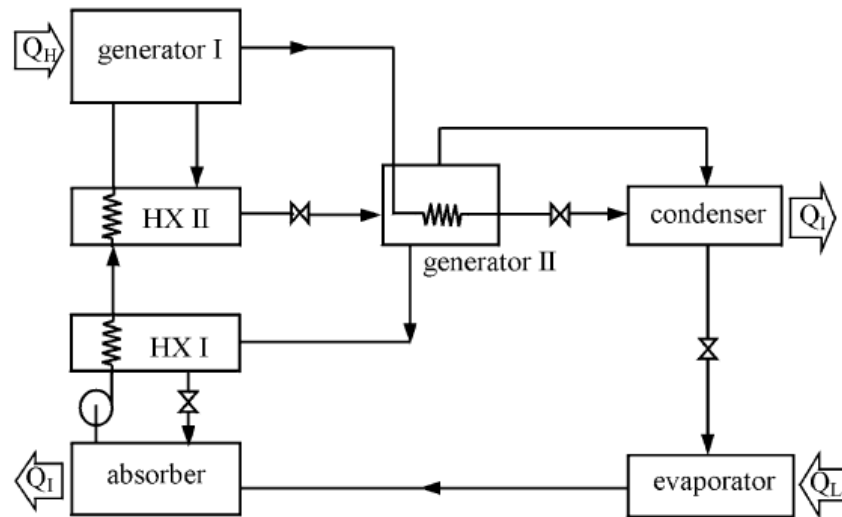 Q_H
generator I
HX II
generator II
condenser
Q_I
HX I
Q_I
absorber
evaporator
Q_L